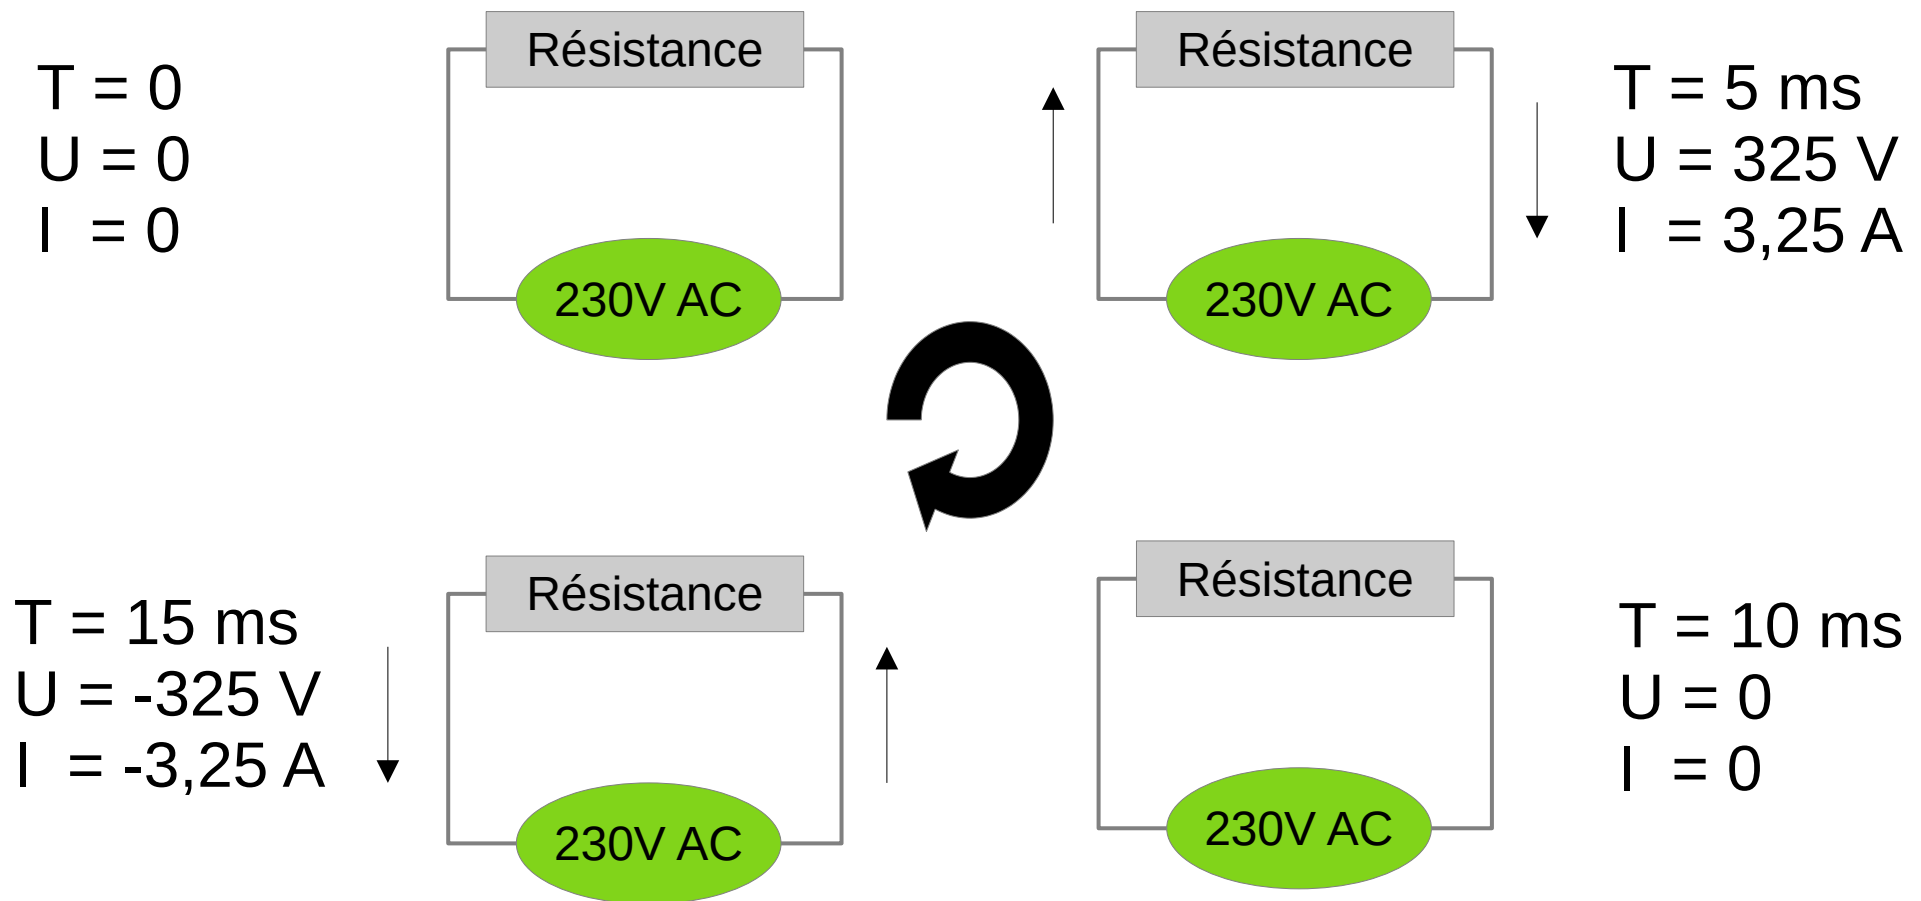 T = 0
U = 0
I = 0
Résistance
230V AC
Résistance
230V AC
T = 5 ms
U = 325 V
I = 3,25 A
T = 15 ms
U = -325 V
I = -3,25 A
Résistance
230V AC
Résistance
230V AC
T = 10 ms
U = 0
I = 0